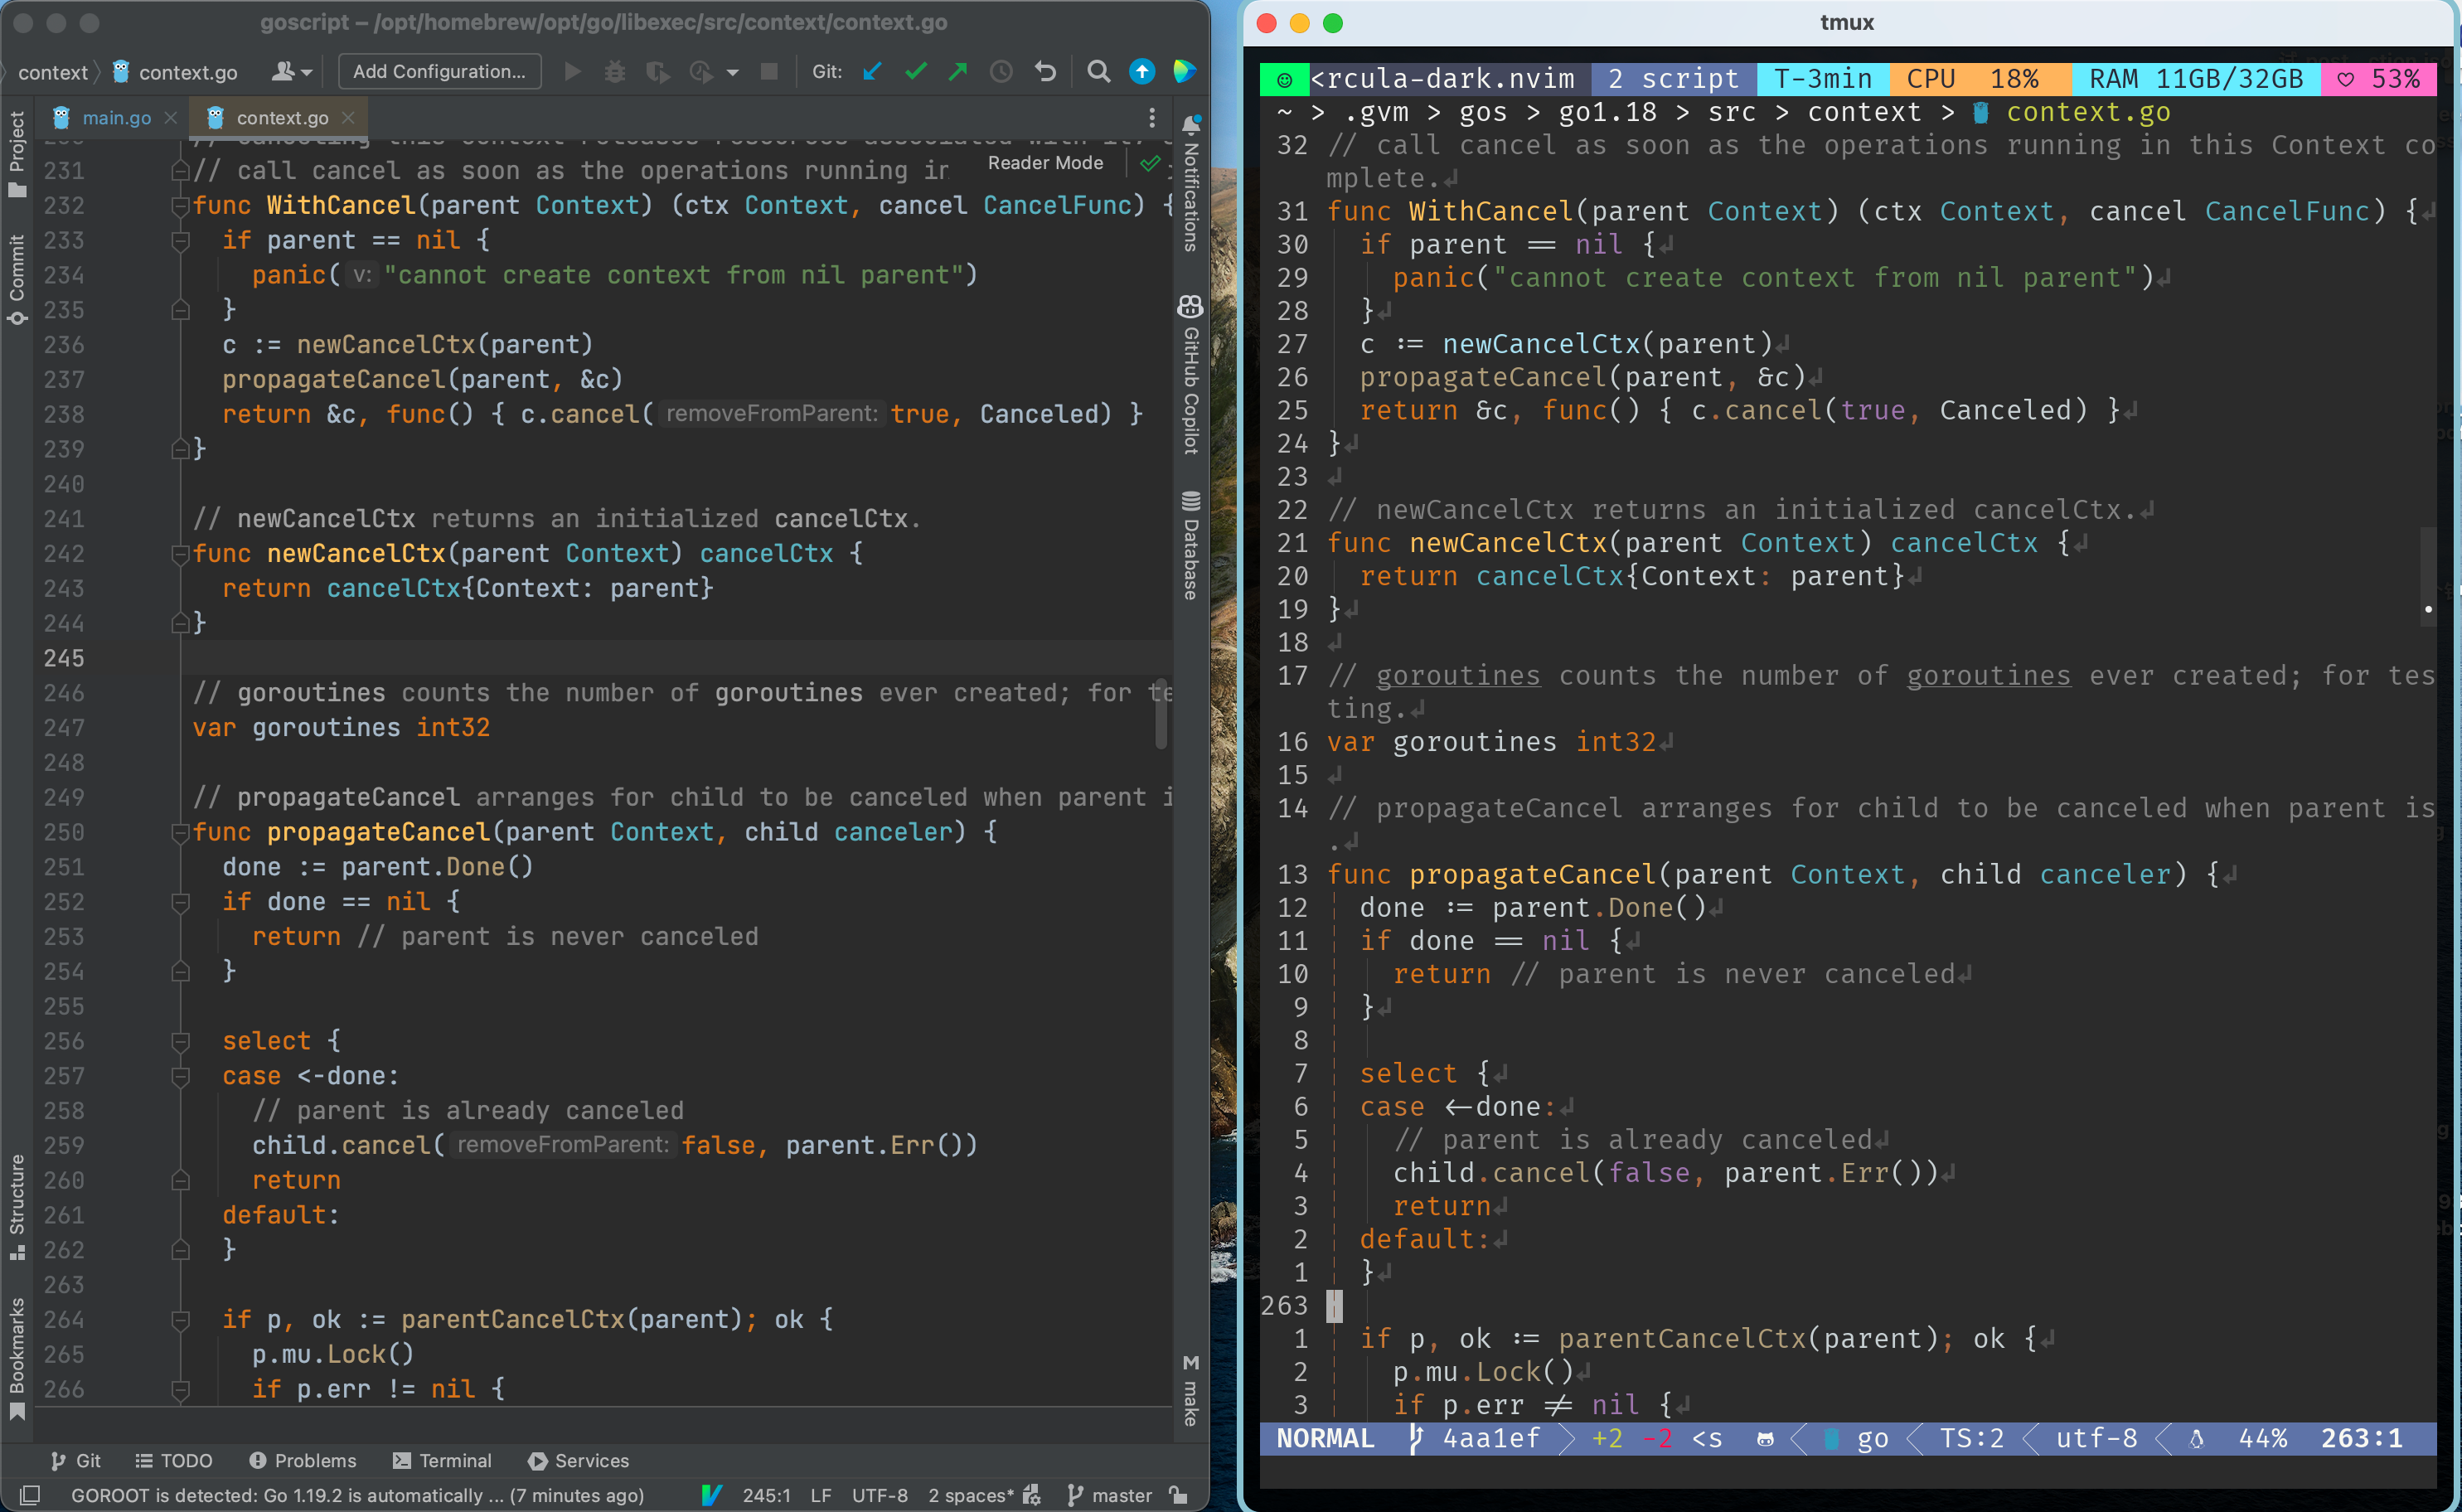 goscript – /opt/homebrew/opt/go/libexec/src/context/context.go
context context.go Add Configuration... Git:
main.go context.go
Project
Commit
Structure
Bookmarks
Reader Mode
231 // call cancel as soon as the operations running in
232 func WithCancel(parent Context) (ctx Context, cancel CancelFunc) {
233 if parent == nil {
234 panic( v: "cannot create context from nil parent")
235 }
236 c := newCancelCtx(parent)
237 propagateCancel(parent, &c)
238 return &c, func() { c.cancel( removeFromParent: true, Canceled) }
239 }
240
241 // newCancelCtx returns an initialized cancelCtx.
242 func newCancelCtx(parent Context) cancelCtx {
243 return cancelCtx{Context: parent}
244 }
245
246 // goroutines counts the number of goroutines ever created; for te
247 var goroutines int32
248
249 // propagateCancel arranges for child to be canceled when parent i
250 func propagateCancel(parent Context, child canceler) {
251 done := parent.Done()
252 if done == nil {
253 return // parent is never canceled
254 }
255
256 select {
257 case <-done:
258 // parent is already canceled
259 child.cancel( removeFromParent: false, parent.Err())
260 return
261 default:
262 }
263
264 if p, ok := parentCancelCtx(parent); ok {
265 p.mu.Lock()
266 if p.err != nil {
Notifications
GitHub Copilot
Database
make
Git TODO Problems Terminal Services
GOROOT is detected: Go 1.19.2 is automatically ... (7 minutes ago) 245:1 LF UTF-8 2 spaces* master
tmux
<rcula-dark.nvim 2 script T-3min CPU 18% RAM 11GB/32GB ♡ 53%
~ > .gvm > gos > go1.18 > src > context > context.go
32 // call cancel as soon as the operations running in this Context co
mplete.
31 func WithCancel(parent Context) (ctx Context, cancel CancelFunc) {
30 if parent == nil {
29 panic("cannot create context from nil parent")
28 }
27 c := newCancelCtx(parent)
26 propagateCancel(parent, &c)
25 return &c, func() { c.cancel(true, Canceled) }
24 }
23
22 // newCancelCtx returns an initialized cancelCtx.
21 func newCancelCtx(parent Context) cancelCtx {
20 return cancelCtx{Context: parent}
19 }
18
17 // goroutines counts the number of goroutines ever created; for tes
ting.
16 var goroutines int32
15
14 // propagateCancel arranges for child to be canceled when parent is
.
13 func propagateCancel(parent Context, child canceler) {
12 done := parent.Done()
11 if done == nil {
10 return // parent is never canceled
9 }
8
7 select {
6 case <-done:
5 // parent is already canceled
4 child.cancel(false, parent.Err())
3 return
2 default:
1 }
263
1 if p, ok := parentCancelCtx(parent); ok {
2 p.mu.Lock()
3 if p.err != nil {
NORMAL 4aa1ef +2 -2 <s go TS:2 utf-8 44% 263:1